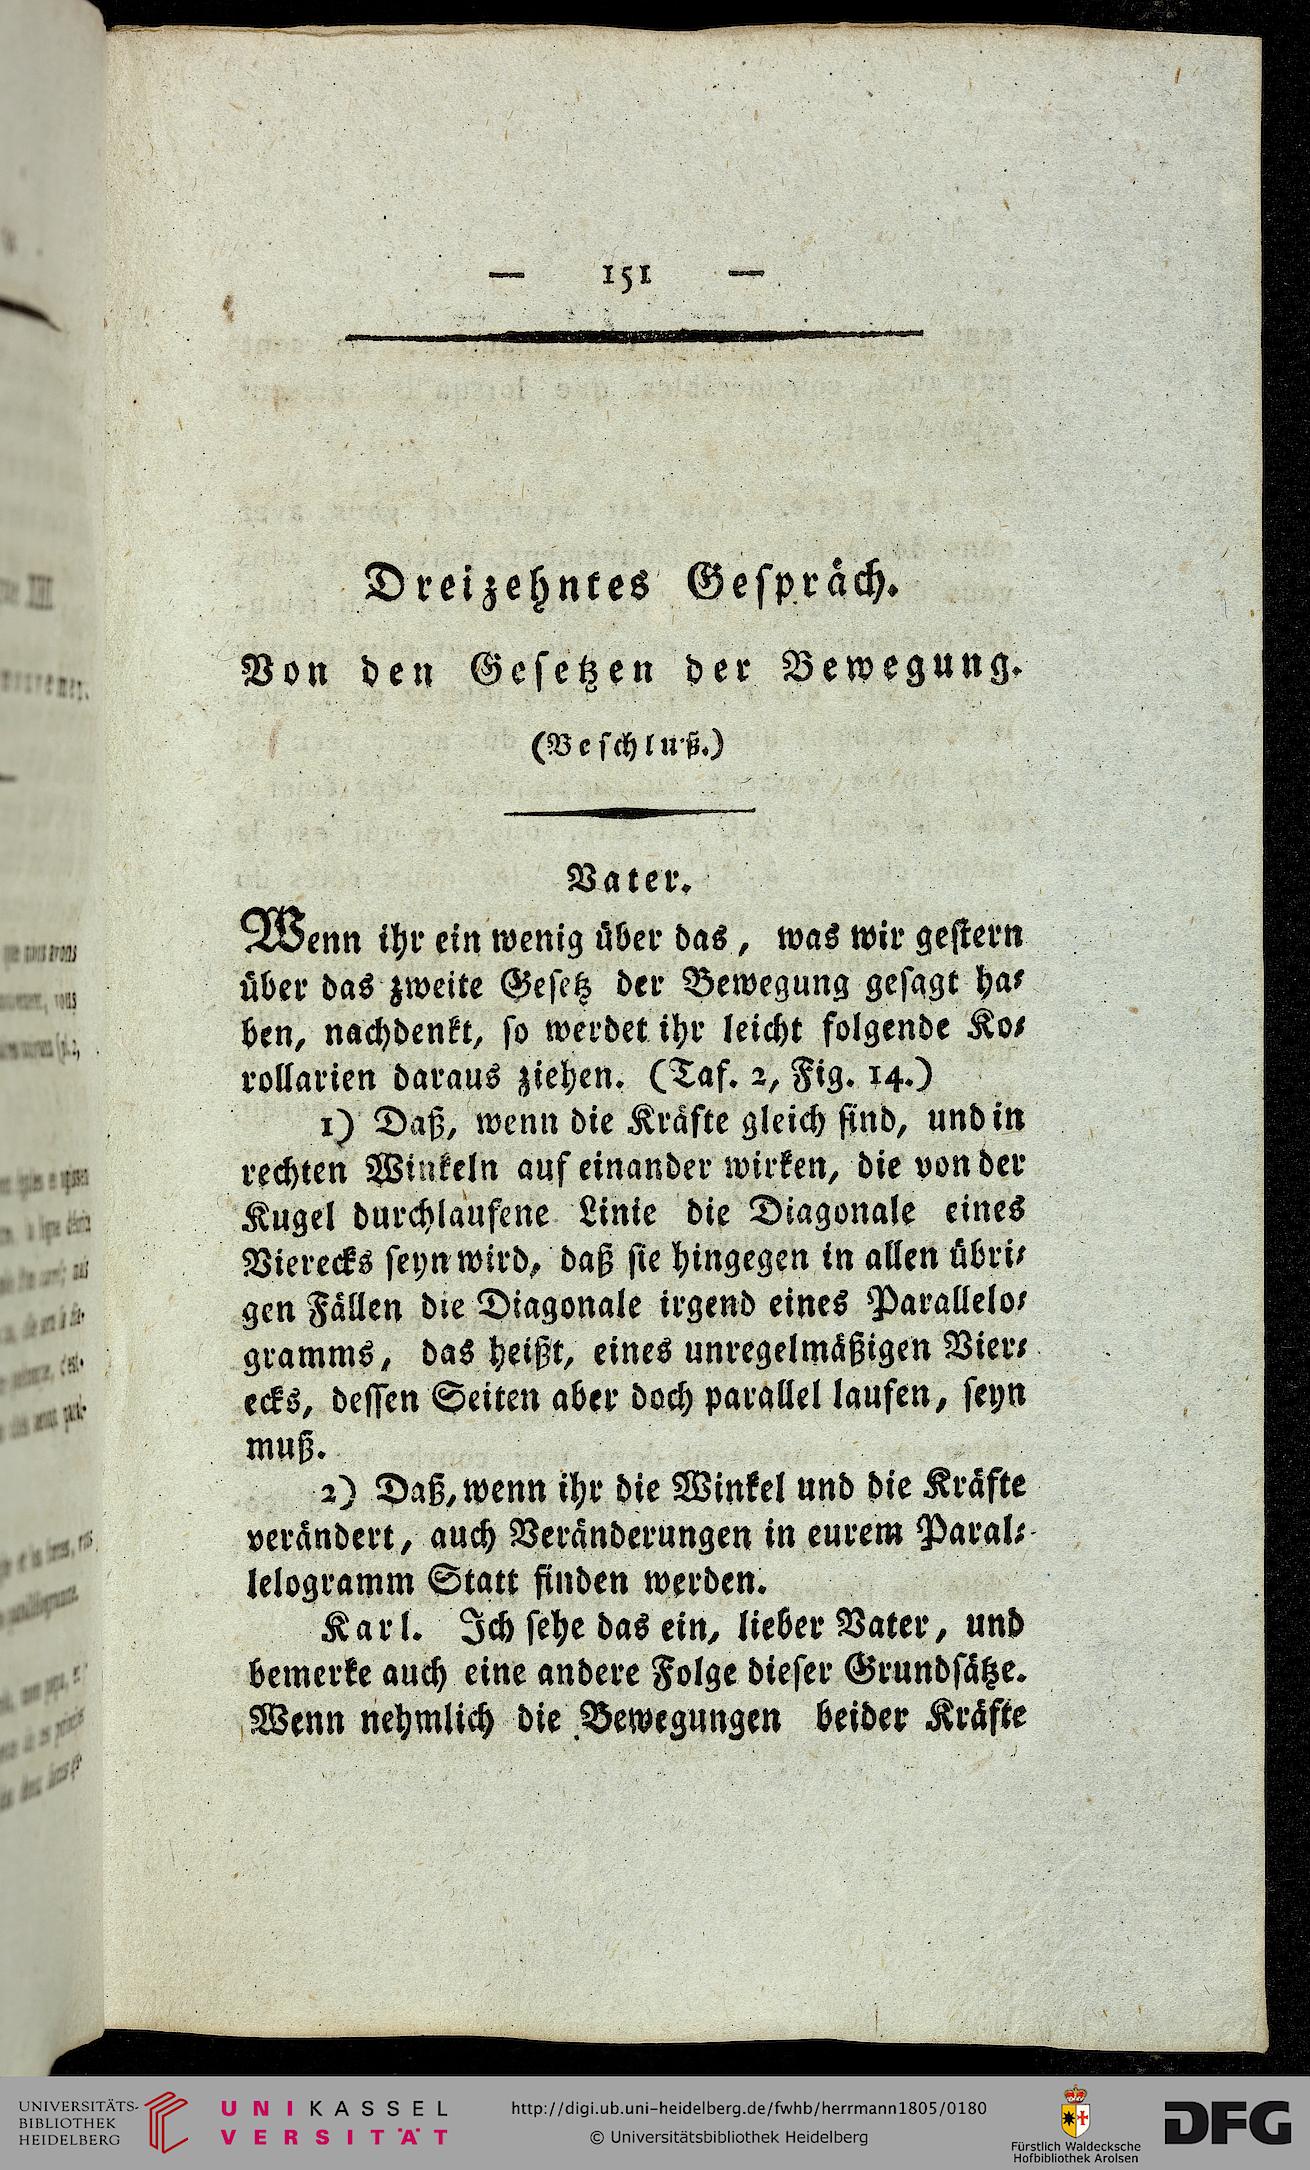 — 151 —
Dreizehntes Gespräch.
Von den Gesetzen der Bewegung.
(Beschluß.)
Vater.
Wenn ihr ein wenig über das, was wir gestern
über das zweite Gesetz der Bewegung gesagt ha⸗
ben, nachdenkt, so werdet ihr leicht folgende Ko⸗
rollarien daraus ziehen. (Taf. 2, Fig. 14.)
1) Daß, wenn die Kräfte gleich sind, und in
rechten Winkeln auf einander wirken, die von der
Kugel durchlaufene Linie die Diagonale eines
Vierecks seyn wird, daß sie hingegen in allen übri⸗
gen Fällen die Diagonale irgend eines Parallelo⸗
gramms, das heißt, eines unregelmäßigen Vier⸗
ecks, dessen Seiten aber doch parallel laufen, seyn
muß.
2) Daß, wenn ihr die Winkel und die Kräfte
verändert, auch Veränderungen in eurem Paral⸗
lelogramm Statt finden werden.
Karl. Ich sehe das ein, lieber Vater, und
bemerke auch eine andere Folge dieser Grundsätze.
Wenn nehmlich die Bewegungen beider Kräfte
UNIVERSITÄTS-
BIBLIOTHEK
HEIDELBERG
UNIKASSEL
VERSITÄT
http://digi.ub.uni-heidelberg.de/fwhb/herrmann1805/0180
© Universitätsbibliothek Heidelberg
Fürstlich Waldecksche
Hofbibliothek Arolsen
DFG